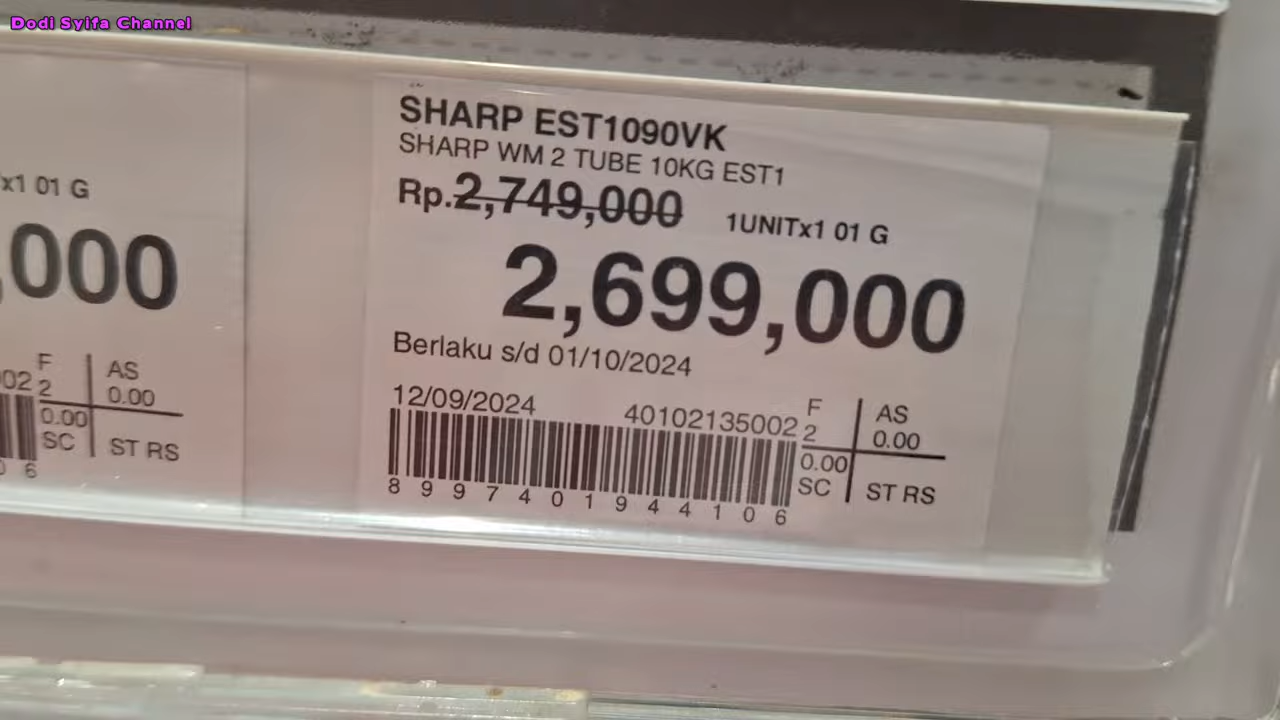 Dodi Syifa Channel
x1 01 G
,000
02
F
2
AS
0.00
0.00
SC
ST RS
6
SHARP EST1090VK
SHARP WM 2 TUBE 10KG EST1
Rp.2,749,000 1UNITx1 01 G
2,699,000
Berlaku s/d 01/10/2024
12/09/2024 40102135002
F
2
AS
0.00
0.00
SC
ST RS
8997401944106